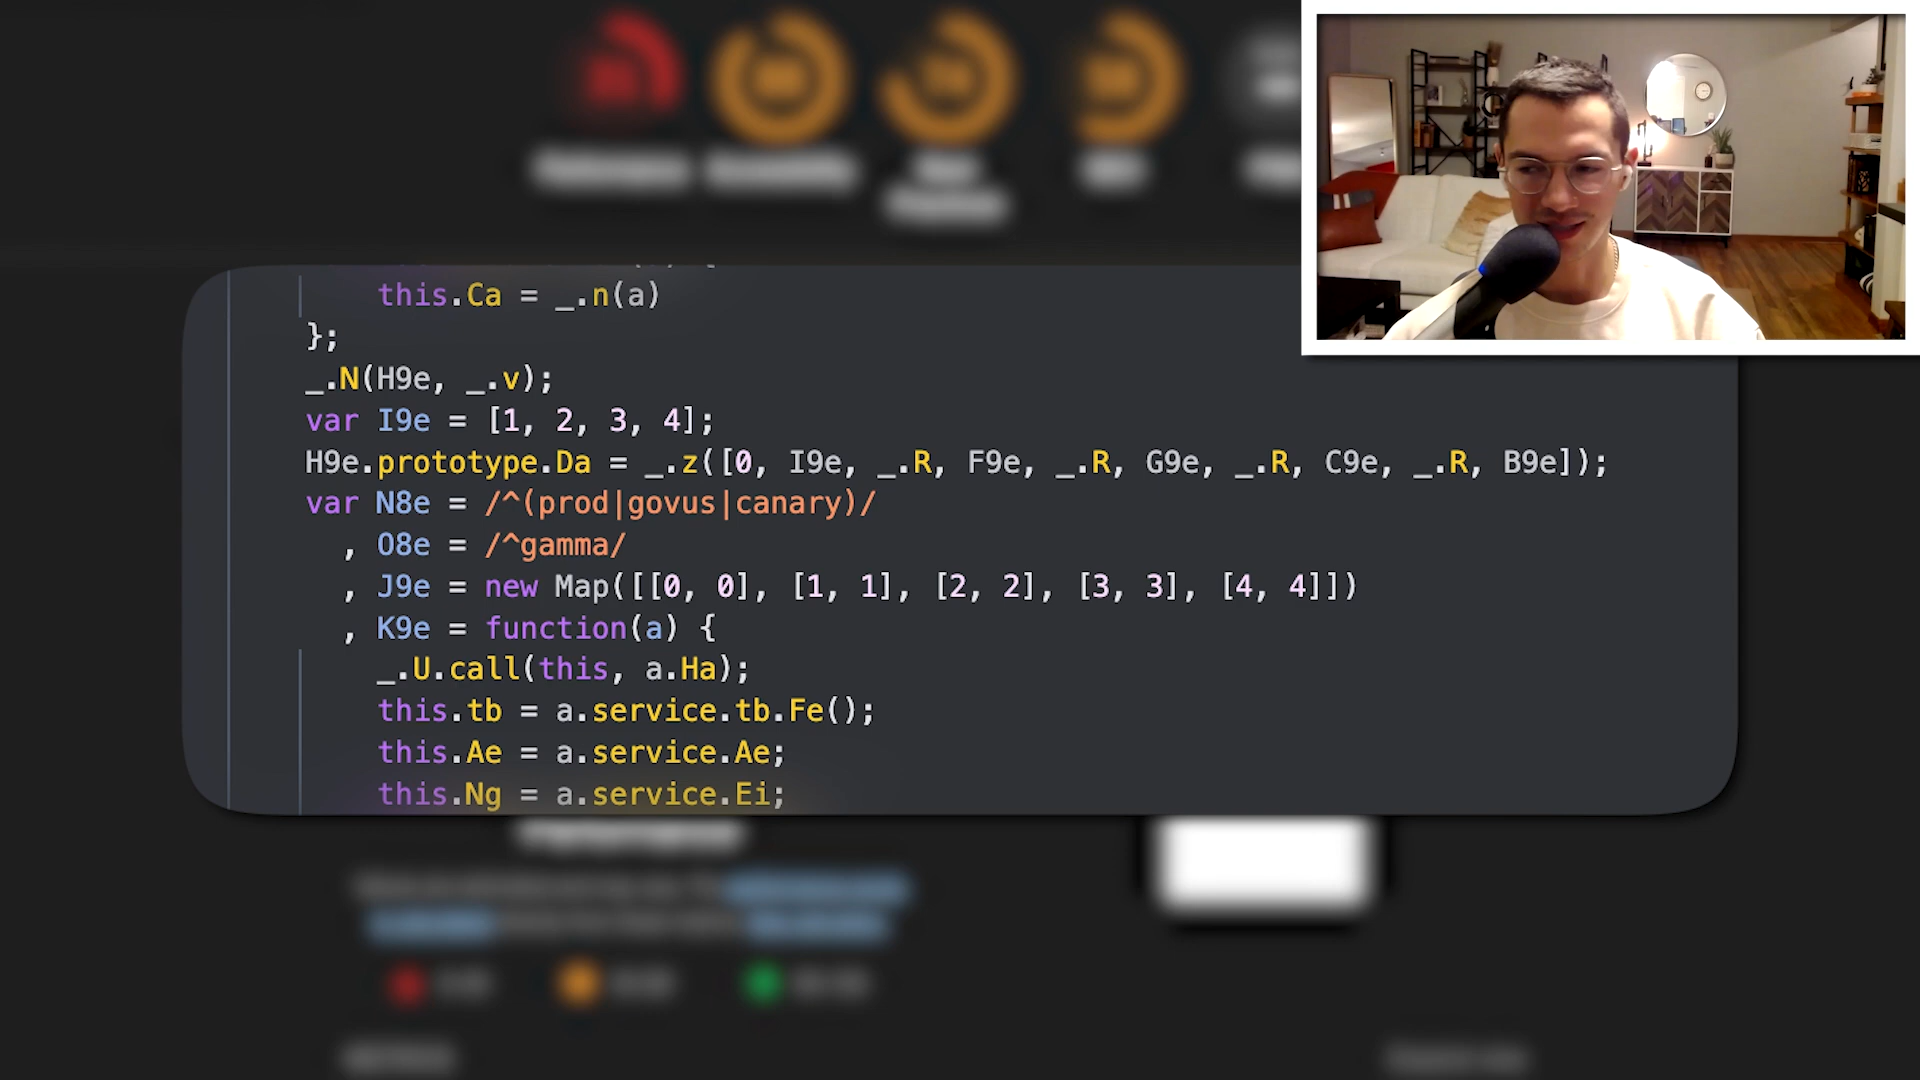 this.Ca = _.n(a)
};
_.N(H9e, _.v);
var I9e = [1, 2, 3, 4];
H9e.prototype.Da = _.z([0, I9e, _.R, F9e, _.R, G9e, _.R, C9e, _.R, B9e]);
var N8e = /^(prod|govus|canary)/
, O8e = /^gamma/
, J9e = new Map([[0, 0], [1, 1], [2, 2], [3, 3], [4, 4]])
, K9e = function(a) {
_.U.call(this, a.Ha);
this.tb = a.service.tb.Fe();
this.Ae = a.service.Ae;
this.Ng = a.service.Ei;